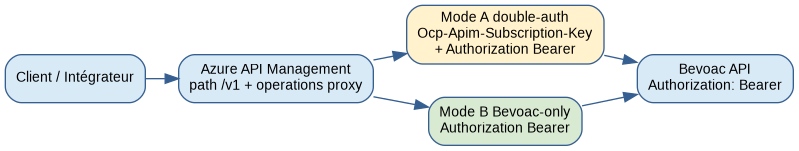 Client / Intégrateur
Azure API Management
path /v1 + operations proxy
Mode A double-auth
Ocp-Apim-Subscription-Key
+ Authorization Bearer
Mode B Bevoac-only
Authorization Bearer
Bevoac API
Authorization: Bearer